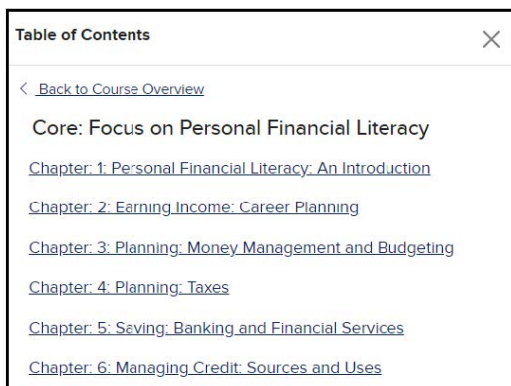 Table of Contents
Back to Course Overview
Core: Focus on Personal Financial Literacy
Chapter: 1: Personal Financial Literacy: An Introduction
Chapter: 2: Earning Income: Career Planning
Chapter: 3: Planning: Money Management and Budgeting
Chapter: 4: Planning: Taxes
Chapter: 5: Saving: Banking and Financial Services
Chapter: 6: Managing Credit: Sources and Uses